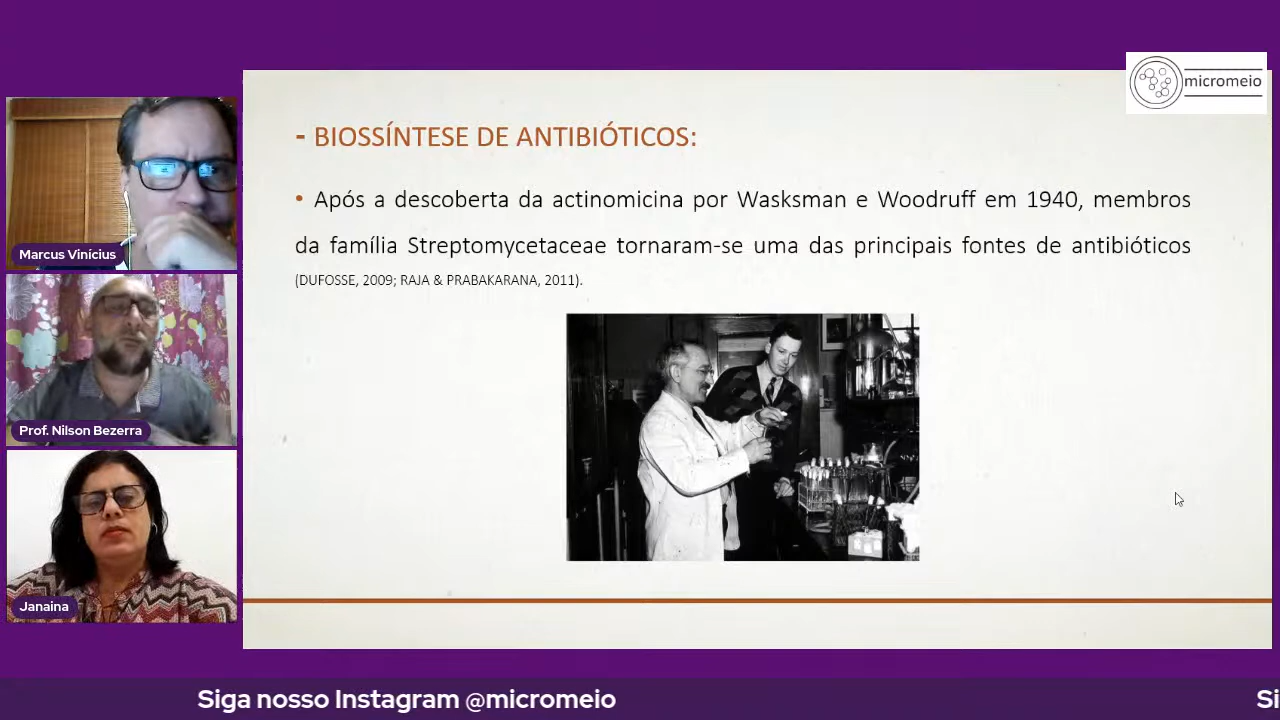 micromeio
- BIOSSÍNTESE DE ANTIBIÓTICOS:
• Após a descoberta da actinomicina por Wasksman e Woodruff em 1940, membros
da família Streptomycetaceae tornaram-se uma das principais fontes de antibióticos
(DUFOSSE, 2009; RAJA & PRABAKARANA, 2011).
Marcus Vinícius
Prof. Nilson Bezerra
Janaina
Siga nosso Instagram @micromeio
Si